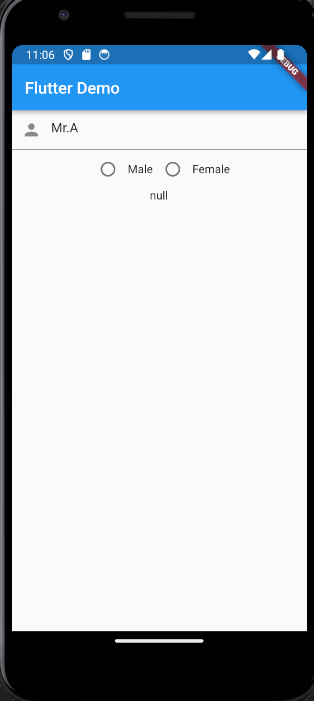 11:06
DEBUG
Flutter Demo
Mr.A
Male Female
null